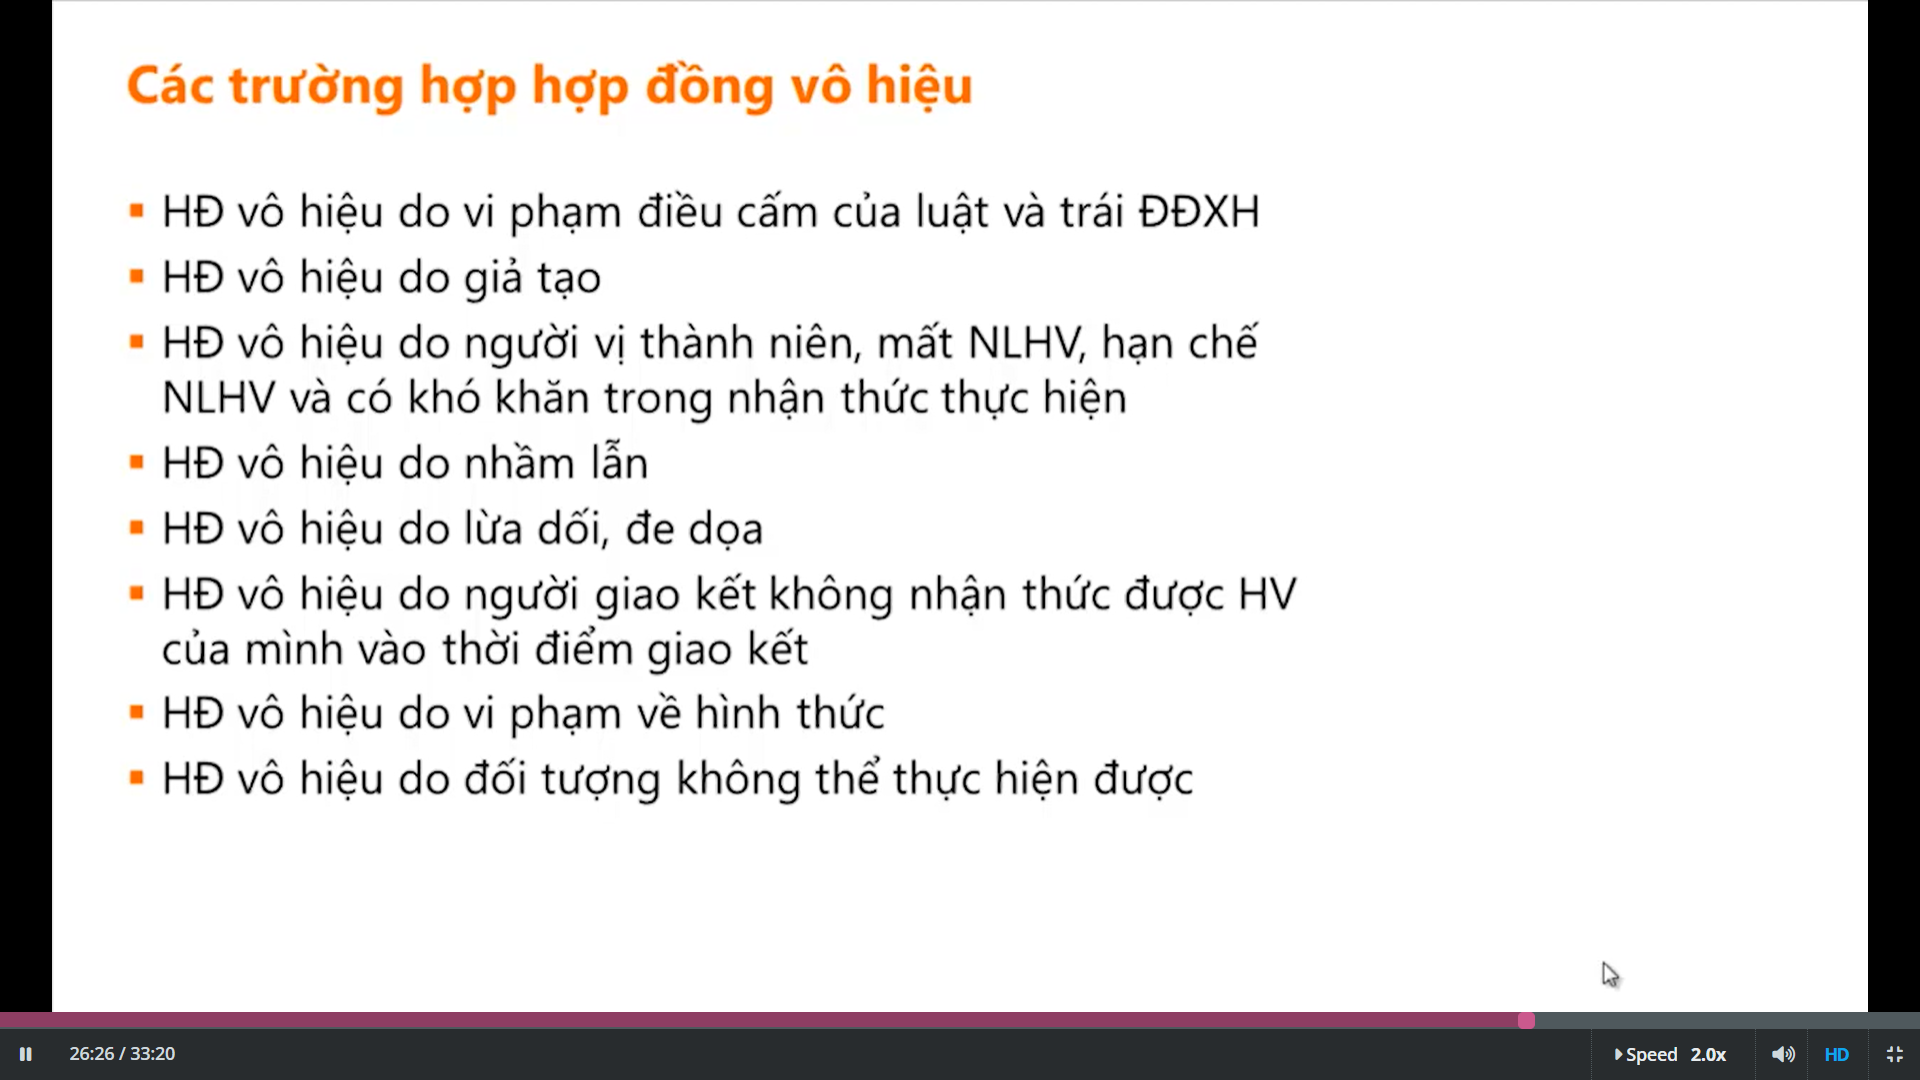 Các trường hợp hợp đồng vô hiệu
HĐ vô hiệu do vi phạm điều cấm của luật và trái ĐĐXH
HĐ vô hiệu do giả tạo
HĐ vô hiệu do người vị thành niên, mất NLHV, hạn chế
NLHV và có khó khăn trong nhận thức thực hiện
HĐ vô hiệu do nhầm lẫn
HĐ vô hiệu do lừa dối, đe dọa
HĐ vô hiệu do người giao kết không nhận thức được HV
của mình vào thời điểm giao kết
HĐ vô hiệu do vi phạm về hình thức
HĐ vô hiệu do đối tượng không thể thực hiện được
26:26 / 33:20 Speed 2.0x HD